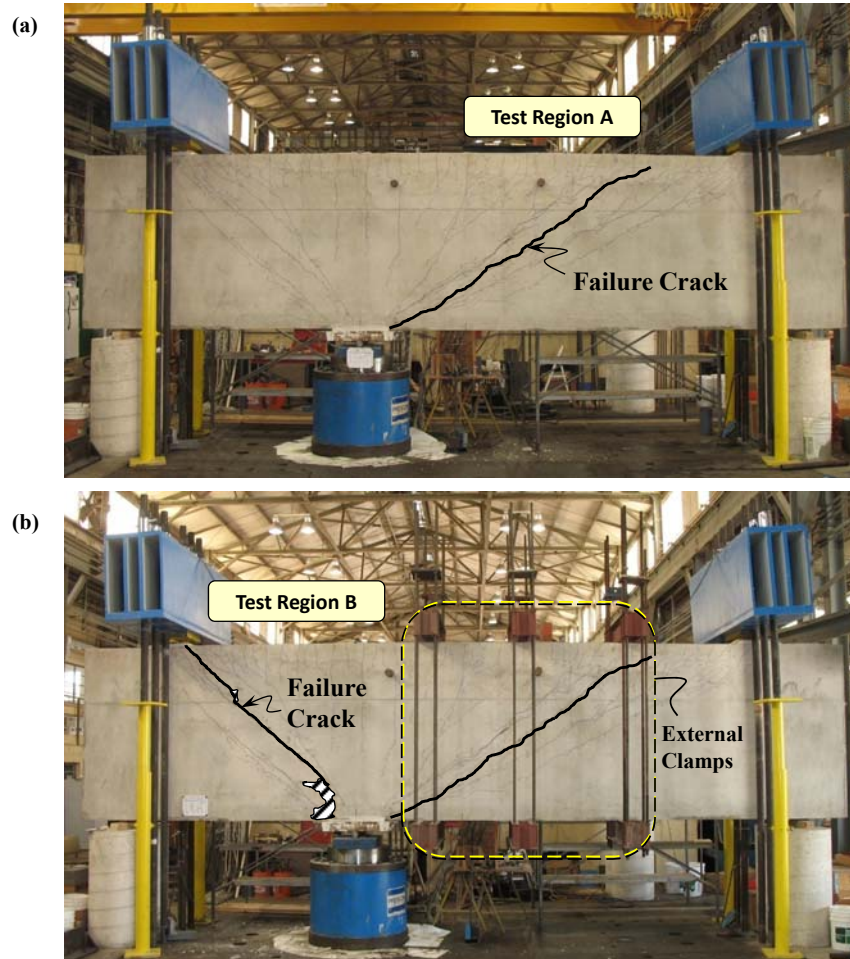 (a)
Test Region A
Failure Crack
(b)
Test Region B
Failure
Crack
External
Clamps